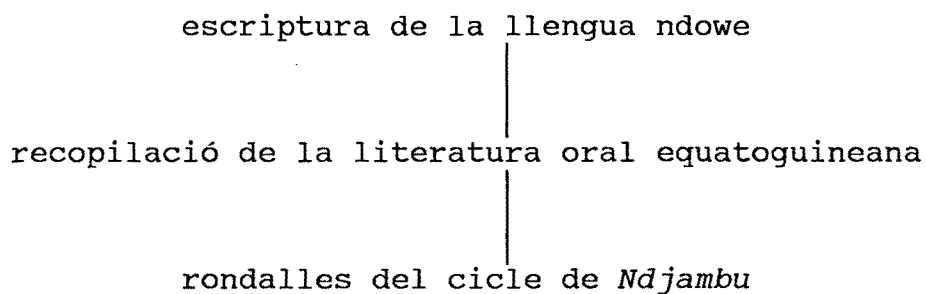 escriptura de la llengua ndowe
recopilació de la literatura oral equatoguineana
rondalles del cicle de Ndjambu